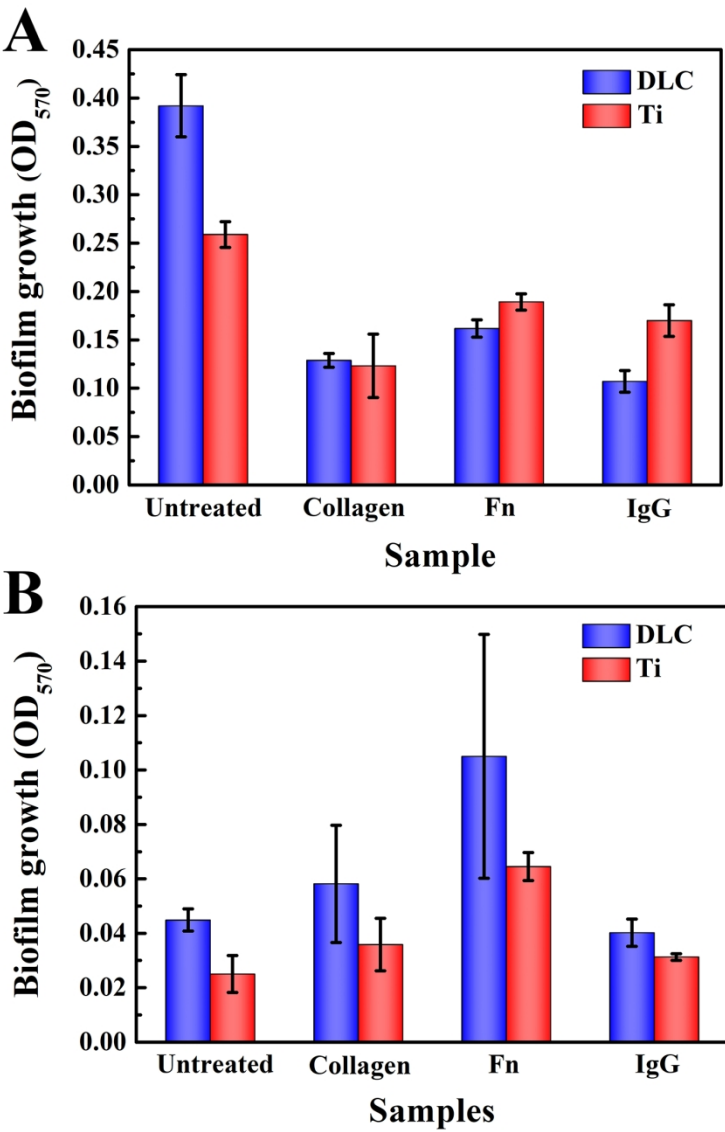 A
Biofilm growth (OD570)
0.45
0.40
0.35
0.30
0.25
0.20
0.15
0.10
0.05
0.00
DLC
Ti
Untreated Collagen Fn IgG
Sample
B
Biofilm growth (OD570)
0.16
0.14
0.12
0.10
0.08
0.06
0.04
0.02
0.00
DLC
Ti
Untreated Collagen Fn IgG
Samples